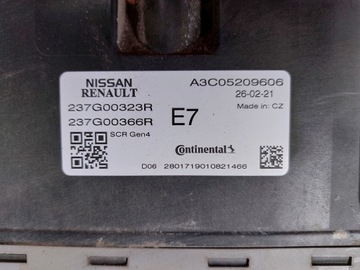 NISSAN
RENAULT
A3C05209606
26-02-21
Made in: CZ
237G00323R
237G00366R
E7
SCR Gen4
Continental
D06 2801719010821466